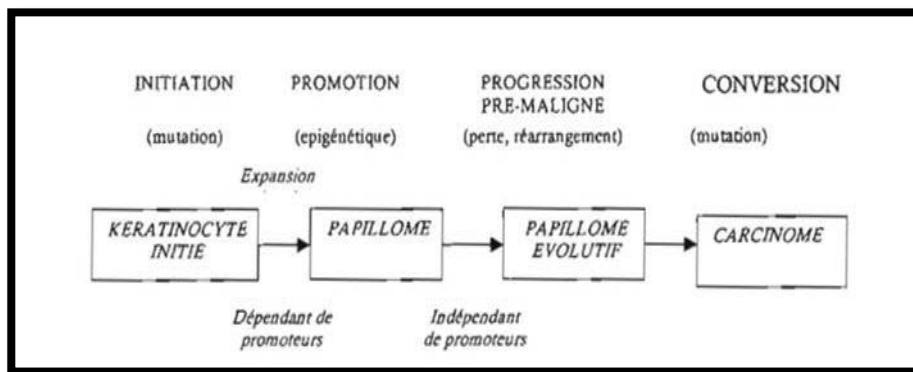 INITIATION PROMOTION PROGRESSION PRE-MALIGNE CONVERSION
(mutation) (epigénétique) (perte, réarrangement) (mutation)
Expansion
KERATINOCYTE INITIE PAPILLOME PAPILLOME EVOLUTIF CARCINOME
Dépendant de promoteurs Indépendant de promoteurs